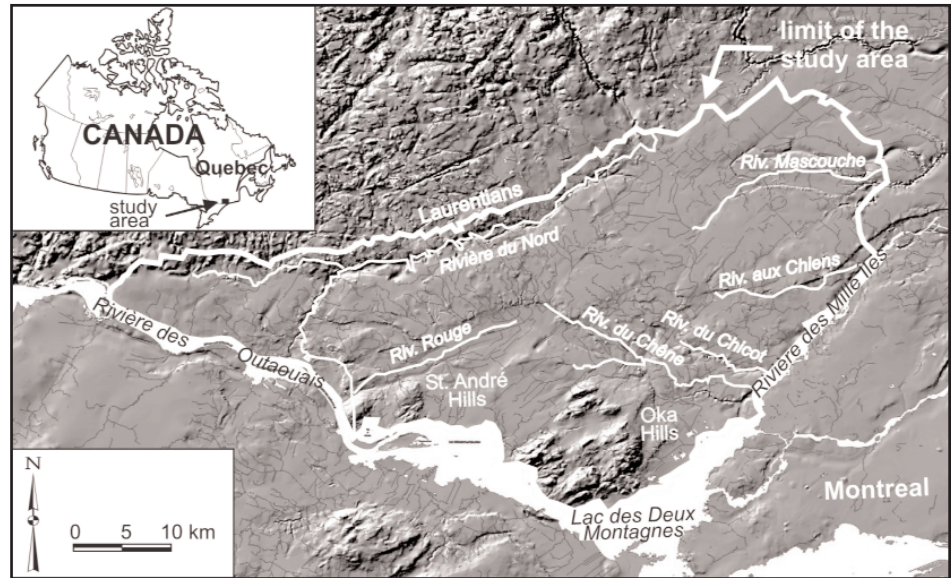 CANADA
Quebec
study
area
limit of the
study area
Riv. Mascouche
Laurentians
Rivière du Nord
Riv. aux Chiens
Rivière des Mille Iles
Rivière des
Outaouais
Riv. Rouge
Riv. du Chêne
Riv. du Chicot
St. André
Hills
Oka
Hills
Lac des Deux
Montagnes
Montreal
N
0 5 10 km